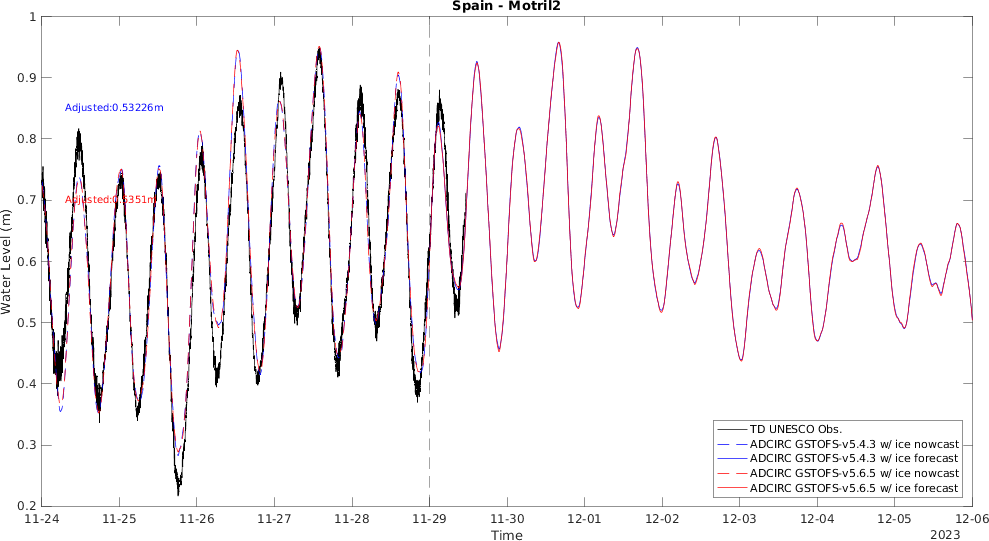 Spain - Motril2
1
0.9
0.8
0.7
0.6
0.5
0.4
0.3
0.2
Water Level (m)
Adjusted:0.53226m
Adjusted:0.5351m
11-24
11-25
11-26
11-27
11-28
11-29
11-30
12-01
12-02
12-03
12-04
12-05
12-06
Time
2023
TD UNESCO Obs.
ADCIRC GSTOFS-v5.4.3 w/ ice nowcast
ADCIRC GSTOFS-v5.4.3 w/ ice forecast
ADCIRC GSTOFS-v5.6.5 w/ ice nowcast
ADCIRC GSTOFS-v5.6.5 w/ ice forecast